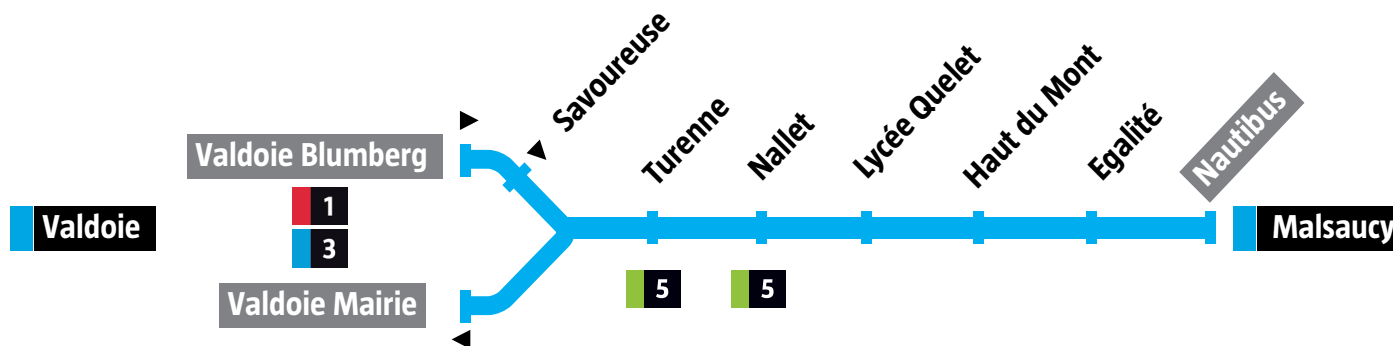 Valdoie
Valdoie Blumberg
1
3
Valdoie Mairie
Savoureuse
Turenne
Nallet
Lycée Quelet
Haut du Mont
Egalité
Nautibus
5
5
Malsaucy